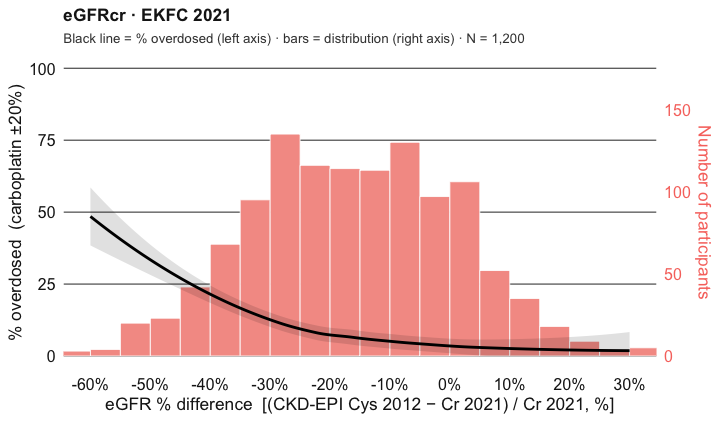 eGFRcr · EKFC 2021
Black line = % overdosed (left axis) · bars = distribution (right axis) · N = 1,200
% overdosed (carboplatin ±20%)
100
75
50
25
0
150
100
50
0
Number of participants
-60% -50% -40% -30% -20% -10% 0% 10% 20% 30%
eGFR % difference [(CKD-EPI Cys 2012 − Cr 2021) / Cr 2021, %]